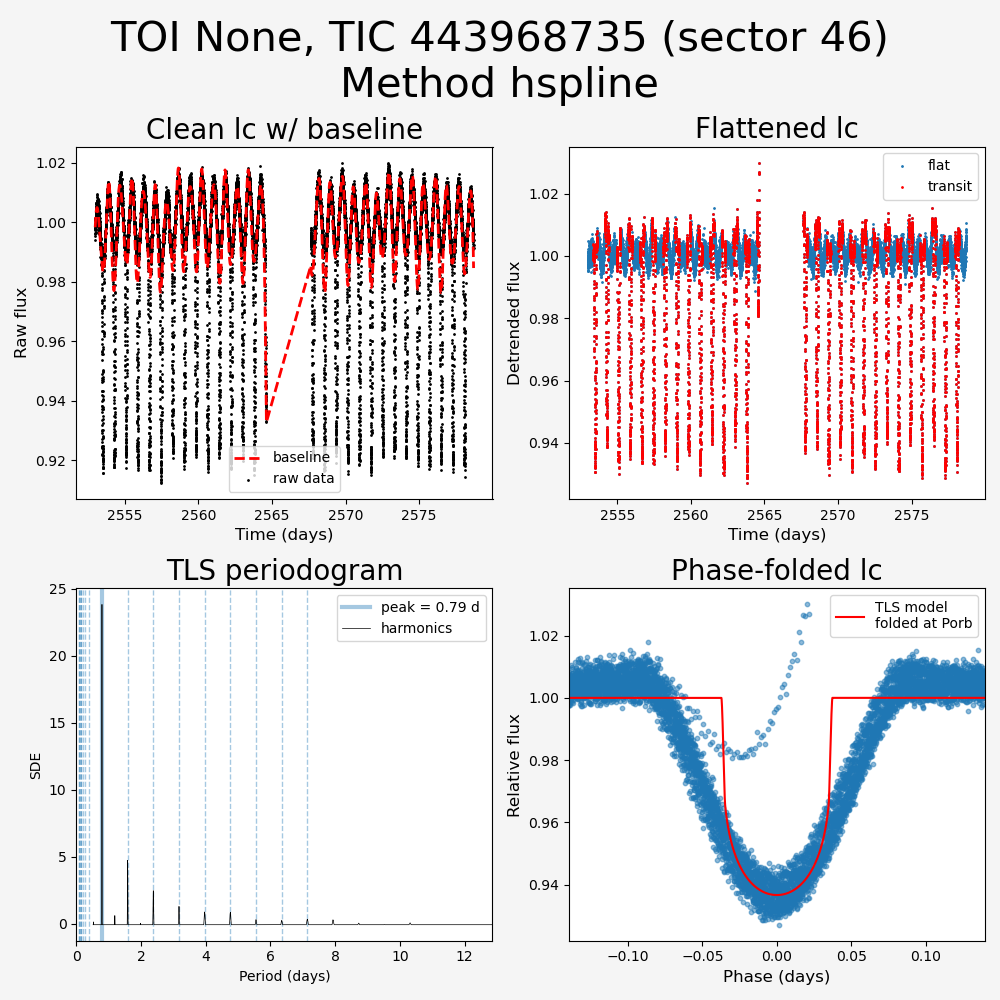 TOI None, TIC 443968735 (sector 46)
Method hspline
Clean lc w/ baseline
1.02
1.00
0.98
0.96
0.94
0.92
Raw flux
baseline
raw data
2555
2560
2565
2570
2575
Time (days)
Flattened lc
flat
transit
1.02
1.00
0.98
0.96
0.94
Detrended flux
2555
2560
2565
2570
2575
Time (days)
TLS periodogram
peak = 0.79 d
harmonics
25
20
15
10
5
0
SDE
0
2
4
6
8
10
12
Period (days)
Phase-folded lc
TLS model
folded at Porb
1.02
1.00
0.98
0.96
0.94
Relative flux
−0.10
−0.05
0.00
0.05
0.10
Phase (days)